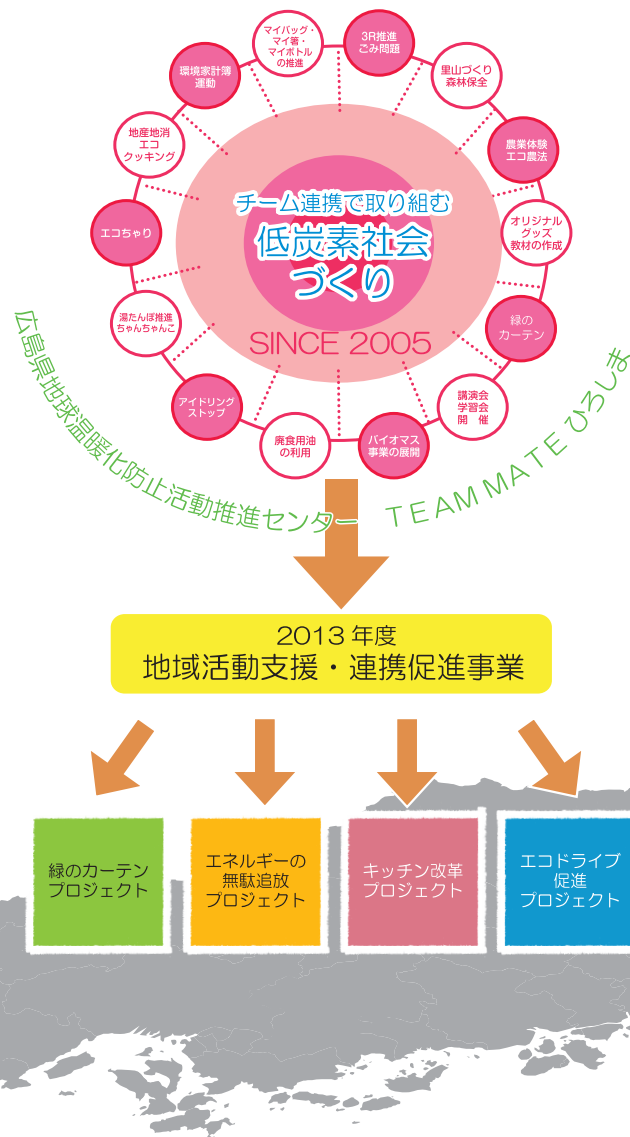 マイバッグ・
マイ箸・
マイボトル
の推進
3R推進
ごみ問題
里山づくり
森林保全
農業体験
エコ農法
オリジナル
グッズ
教材の作成
緑の
カーテン
講演会
学習会
開 催
バイオマス
事業の展開
廃食用油
の利用
アイドリング
ストップ
湯たんぽ推進
ちゃんちゃんこ
エコちゃり
地産地消
エコ
クッキング
環境家計簿
運動
チーム連携で取り組む
低炭素社会
づくり
SINCE 2005
広島県地球温暖化防止活動推進センター TEAM MATE ひろしま
2013 年度
地域活動支援・連携促進事業
緑のカーテン
プロジェクト
エネルギーの
無駄追放
プロジェクト
キッチン改革
プロジェクト
エコドライブ
促進
プロジェクト